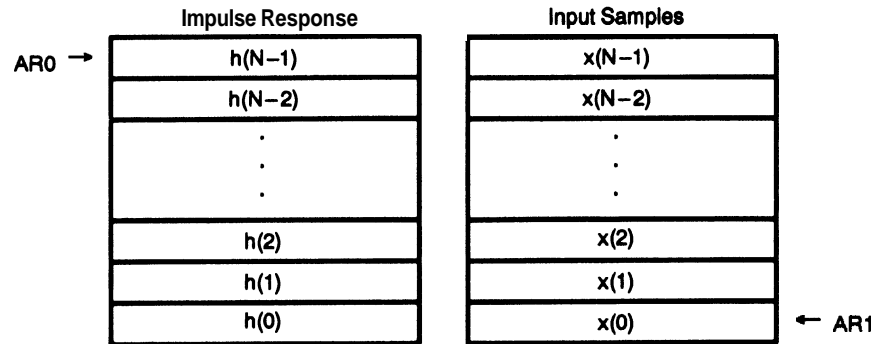 Impulse Response Input Samples
AR0 → h(N−1) x(N−1)
h(N−2) x(N−2)
. .
. .
. .
h(2) x(2)
h(1) x(1)
h(0) x(0) ← AR1